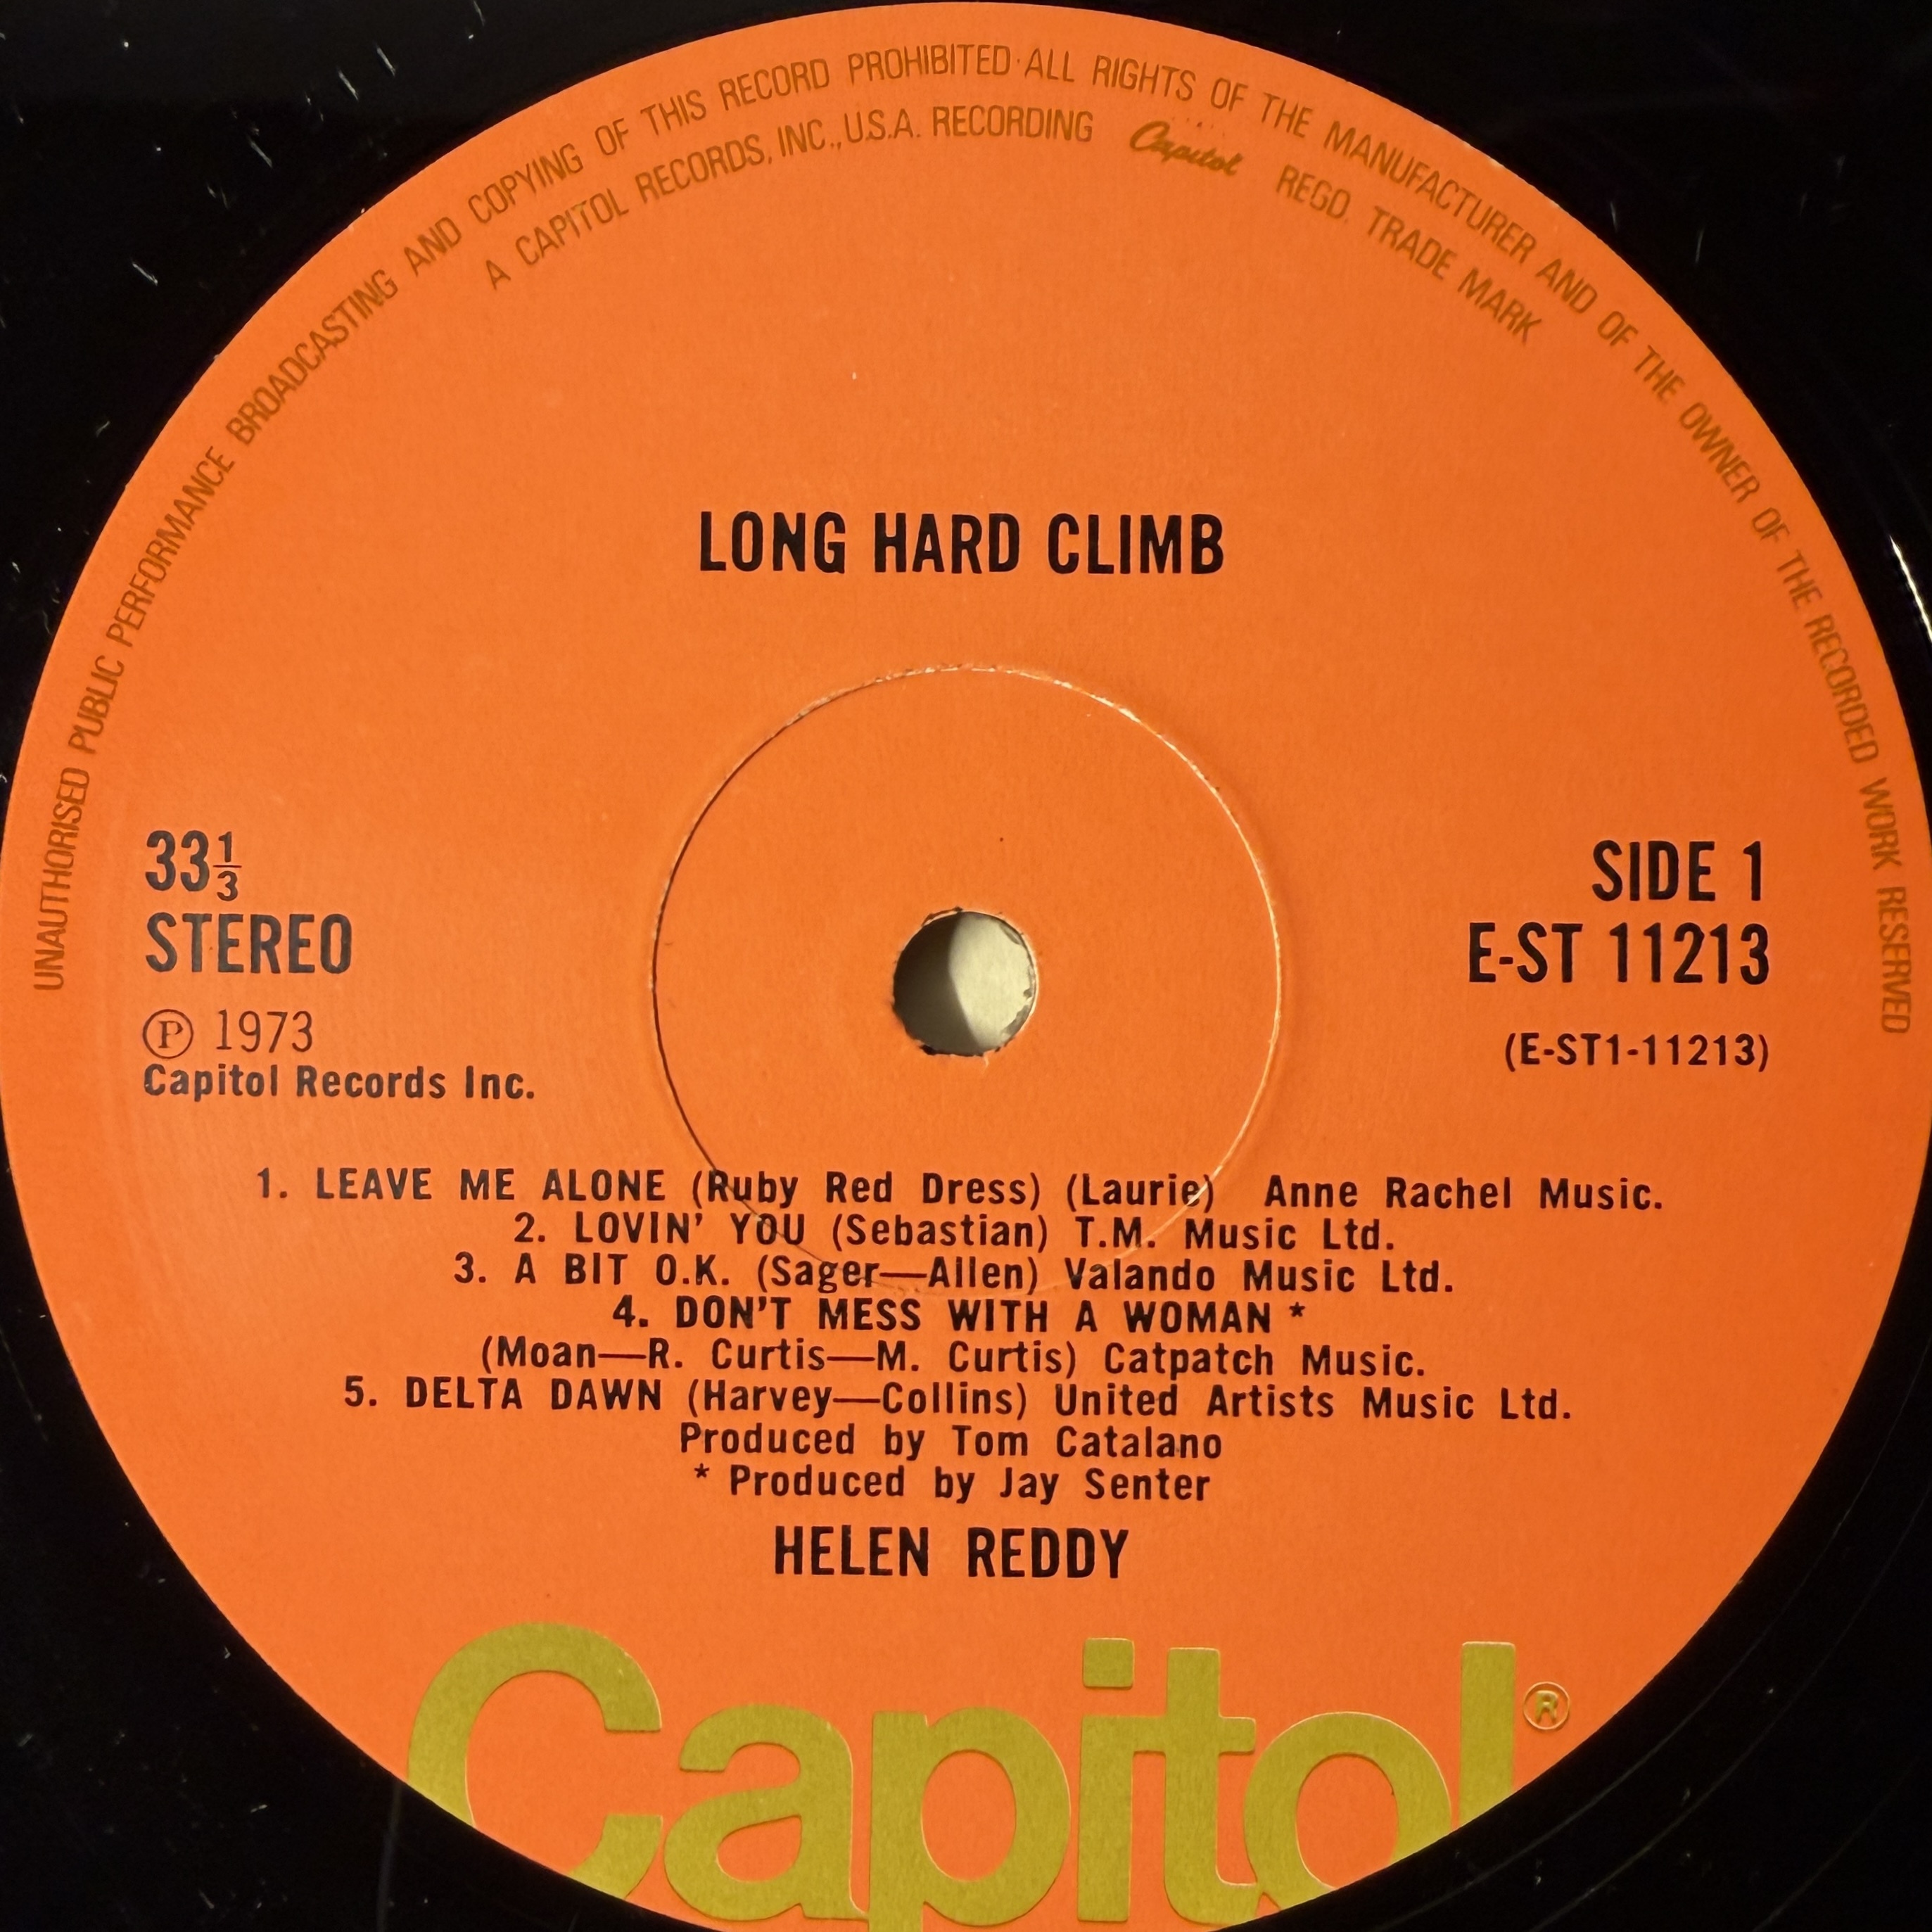 UNAUTHORISED PUBLIC PERFORMANCE BROADCASTING AND COPYING OF THIS RECORD PROHIBITED·ALL RIGHTS OF THE MANUFACTURER AND OF THE OWNER OF THE RECORDED WORK RESERVED
A CAPITOL RECORDS, INC., U.S.A. RECORDING Capitol REGD. TRADE MARK
LONG HARD CLIMB
33 1/3
STEREO
Ⓟ 1973
Capitol Records Inc.
SIDE 1
E-ST 11213
(E-ST1-11213)
1. LEAVE ME ALONE (Ruby Red Dress) (Laurie) Anne Rachel Music.
2. LOVIN' YOU (Sebastian) T.M. Music Ltd.
3. A BIT O.K. (Sager—Allen) Valando Music Ltd.
4. DON'T MESS WITH A WOMAN *
(Moan—R. Curtis—M. Curtis) Catpatch Music.
5. DELTA DAWN (Harvey—Collins) United Artists Music Ltd.
Produced by Tom Catalano
* Produced by Jay Senter
HELEN REDDY
Capitol®